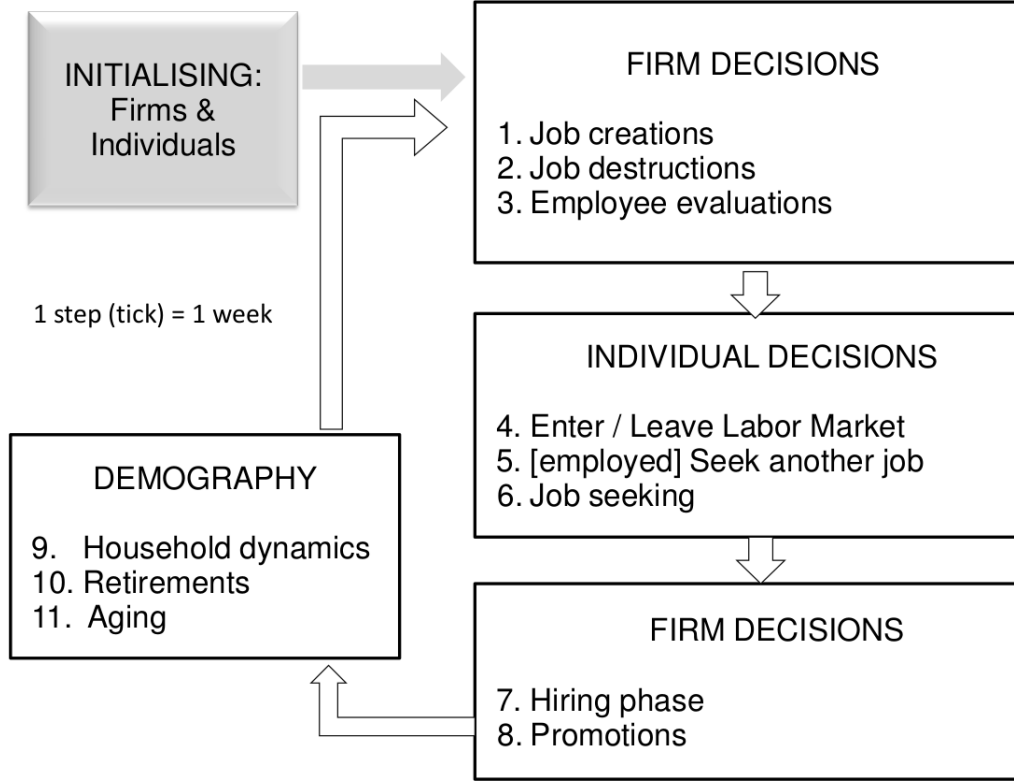 INITIALISING:
Firms &
Individuals
FIRM DECISIONS
1. Job creations
2. Job destructions
3. Employee evaluations
1 step (tick) = 1 week
INDIVIDUAL DECISIONS
4. Enter / Leave Labor Market
5. [employed] Seek another job
6. Job seeking
FIRM DECISIONS
7. Hiring phase
8. Promotions
DEMOGRAPHY
9. Household dynamics
10. Retirements
11. Aging